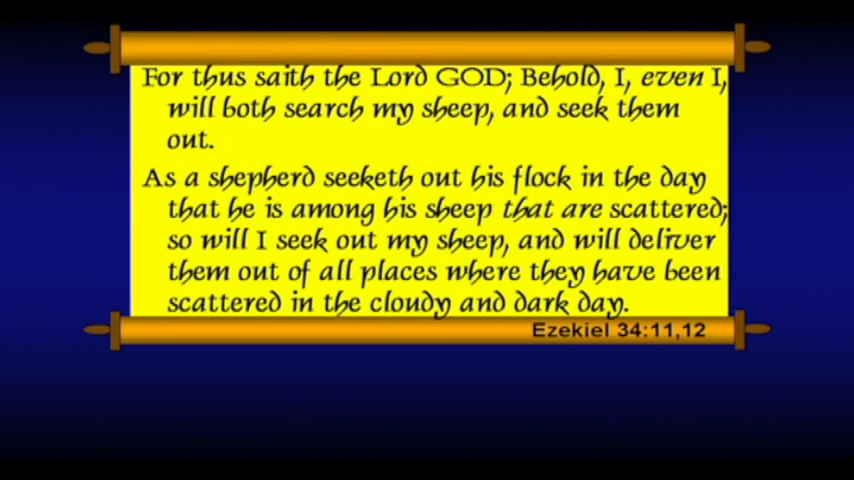 For thus saith the Lord GOD; Behold, I, even I,
will both search my sheep, and seek them
out.
As a shepherd seeketh out his flock in the day
that he is among his sheep that are scattered;
so will I seek out my sheep, and will deliver
them out of all places where they have been
scattered in the cloudy and dark day.
Ezekiel 34:11,12